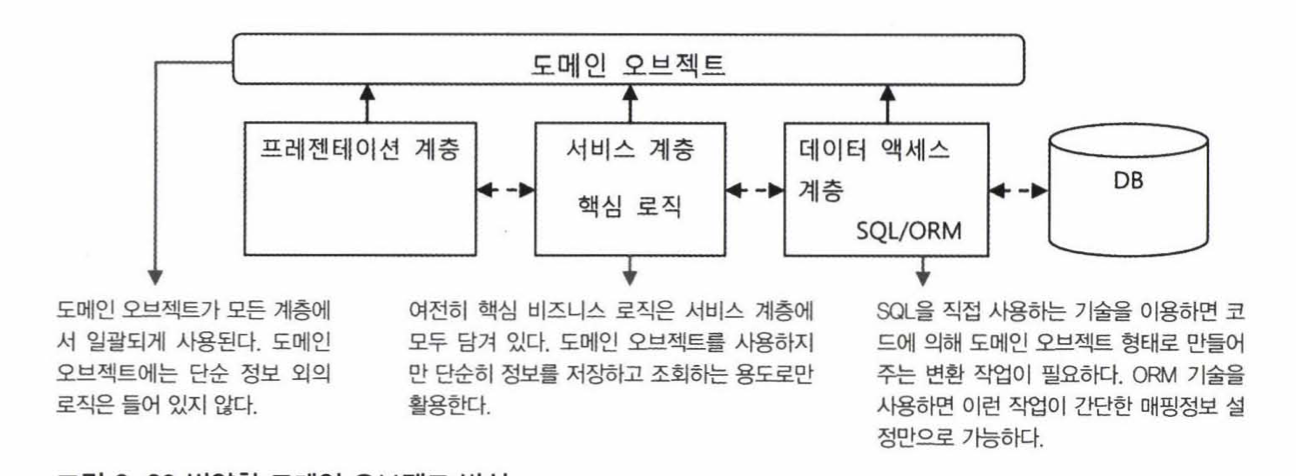 도메인 오브젝트
프레젠테이션 계층
서비스 계층
핵심 로직
데이터 액세스
계층
SQL/ORM
DB
도메인 오브젝트가 모든 계층에
서 일괄되게 사용된다. 도메인
오브젝트에는 단순 정보 외의
로직은 들어 있지 않다.
여전히 핵심 비즈니스 로직은 서비스 계층에
모두 담겨 있다. 도메인 오브젝트를 사용하지
만 단순히 정보를 저장하고 조회하는 용도로만
활용한다.
SQL을 직접 사용하는 기술을 이용하면 코
드에 의해 도메인 오브젝트 형태로 만들어
주는 변환 작업이 필요하다. ORM 기술을
사용하면 이런 작업이 간단한 매핑정보 설
정만으로 가능하다.